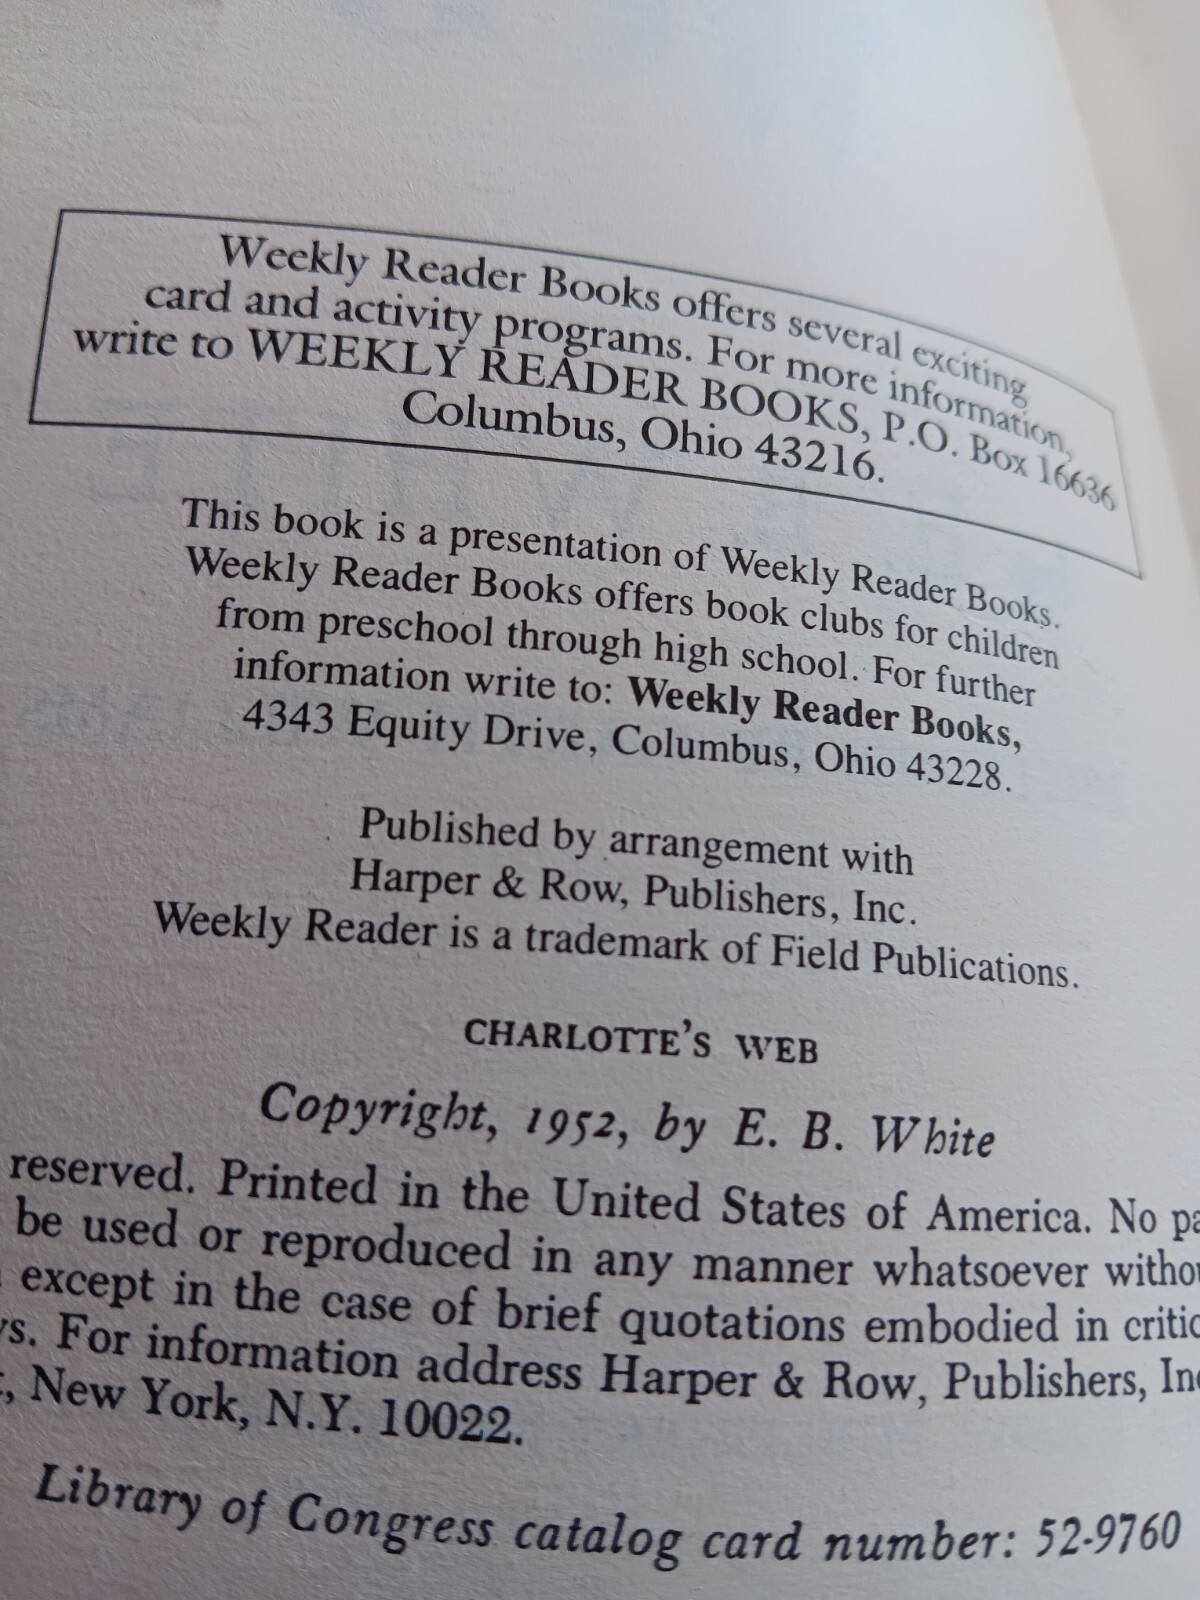 Weekly Reader Books offers several exciting
card and activity programs. For more information,
write to WEEKLY READER BOOKS, P.O. Box 16636
Columbus, Ohio 43216.
This book is a presentation of Weekly Reader Books.
Weekly Reader Books offers book clubs for children
from preschool through high school. For further
information write to: Weekly Reader Books,
4343 Equity Drive, Columbus, Ohio 43228.
Published by arrangement with
Harper & Row, Publishers, Inc.
Weekly Reader is a trademark of Field Publications.
CHARLOTTE'S WEB
Copyright, 1952, by E. B. White
reserved. Printed in the United States of America. No
be used or reproduced in any manner whatsoever
except in the case of brief quotations embodied in
For information address Harper & Row, Publishers,
New York, N.Y. 10022.
Library of Congress catalog card number: 52-9760